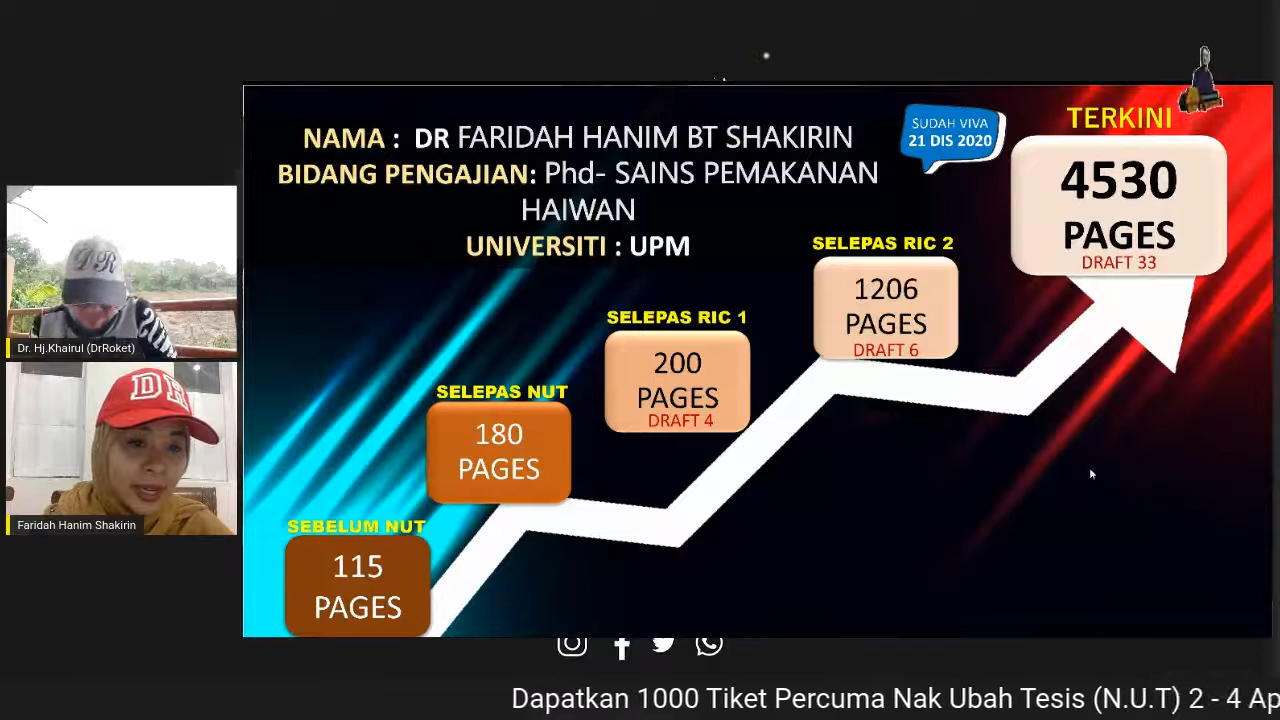 NAMA : DR FARIDAH HANIM BT SHAKIRIN
BIDANG PENGAJIAN: Phd- SAINS PEMAKANAN
HAIWAN
UNIVERSITI : UPM
SUDAH VIVA
21 DIS 2020
TERKINI
4530
PAGES
DRAFT 33
SELEPAS RIC 2
1206
PAGES
DRAFT 6
SELEPAS RIC 1
200
PAGES
DRAFT 4
SELEPAS NUT
180
PAGES
SEBELUM NUT
115
PAGES
DR
Dr. Hj.Khairul (DrRoket)
DR
Faridah Hanim Shakirin
Dapatkan 1000 Tiket Percuma Nak Ubah Tesis (N.U.T) 2 - 4 Ap